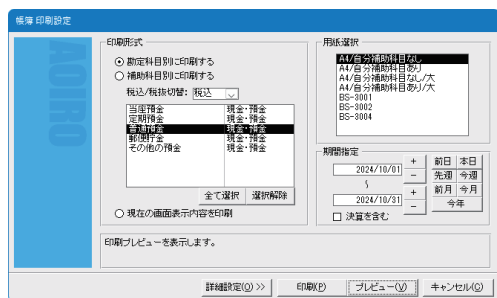 帳簿 印刷設定
AOIRO
印刷形式
勘定科目別に印刷する
補助科目別に印刷する
税込/税抜切替: 税込
当座預金 現金・預金
定期預金 現金・預金
普通預金 現金・預金
郵便貯金 現金・預金
その他の預金 現金・預金
全て選択 選択解除
現在の画面表示内容を印刷
用紙選択
A4/自分補助科目なし
A4/自分補助科目あり
A4/自分補助科目なし/大
A4/自分補助科目あり/大
BS-3001
BS-3002
BS-3004
期間指定
2024/10/01 + - 前日 本日
～ 先週 今週
2024/10/31 + - 前月 今月
今年
決算を含む
印刷プレビューを表示します。
詳細設定(O) >> 印刷(P) プレビュー(V) キャンセル(C)